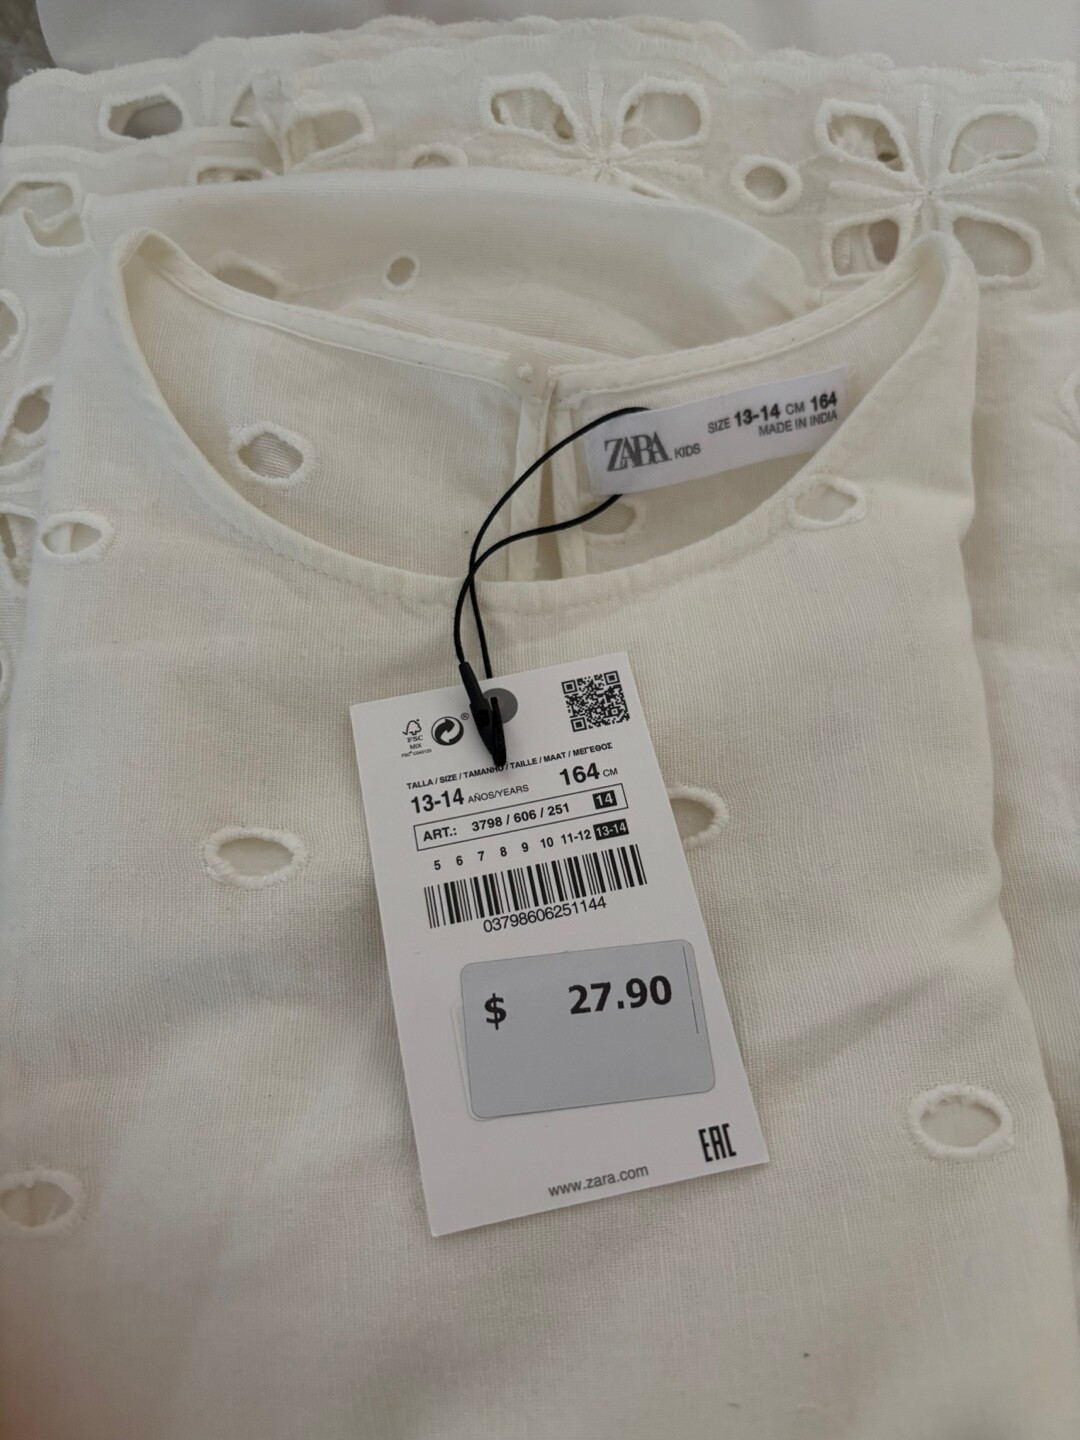 ZARA KIDS
SIZE 13-14 CM 164
MADE IN INDIA
FSC
MIX
TALLA / SIZE / TAMANHO / TAILLE / MAAT / ΜΕΓΕΘΟΣ
13-14 AÑOS/YEARS 164 CM
ART.: 3798 / 606 / 251 14
5 6 7 8 9 10 11-12 13-14
03798606251144
$ 27.90
EAC
www.zara.com